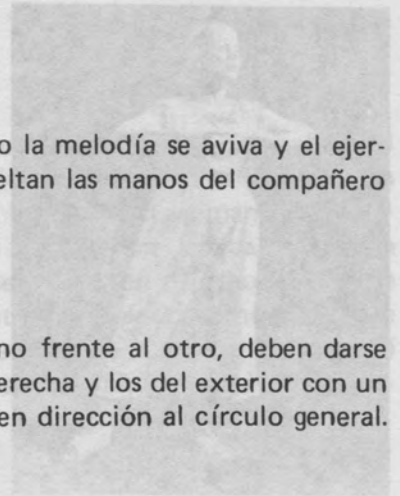 o la melodía se aviva y el ejer-
eltan las manos del compañero
no frente al otro, deben darse
erecha y los del exterior con un
en dirección al círculo general.